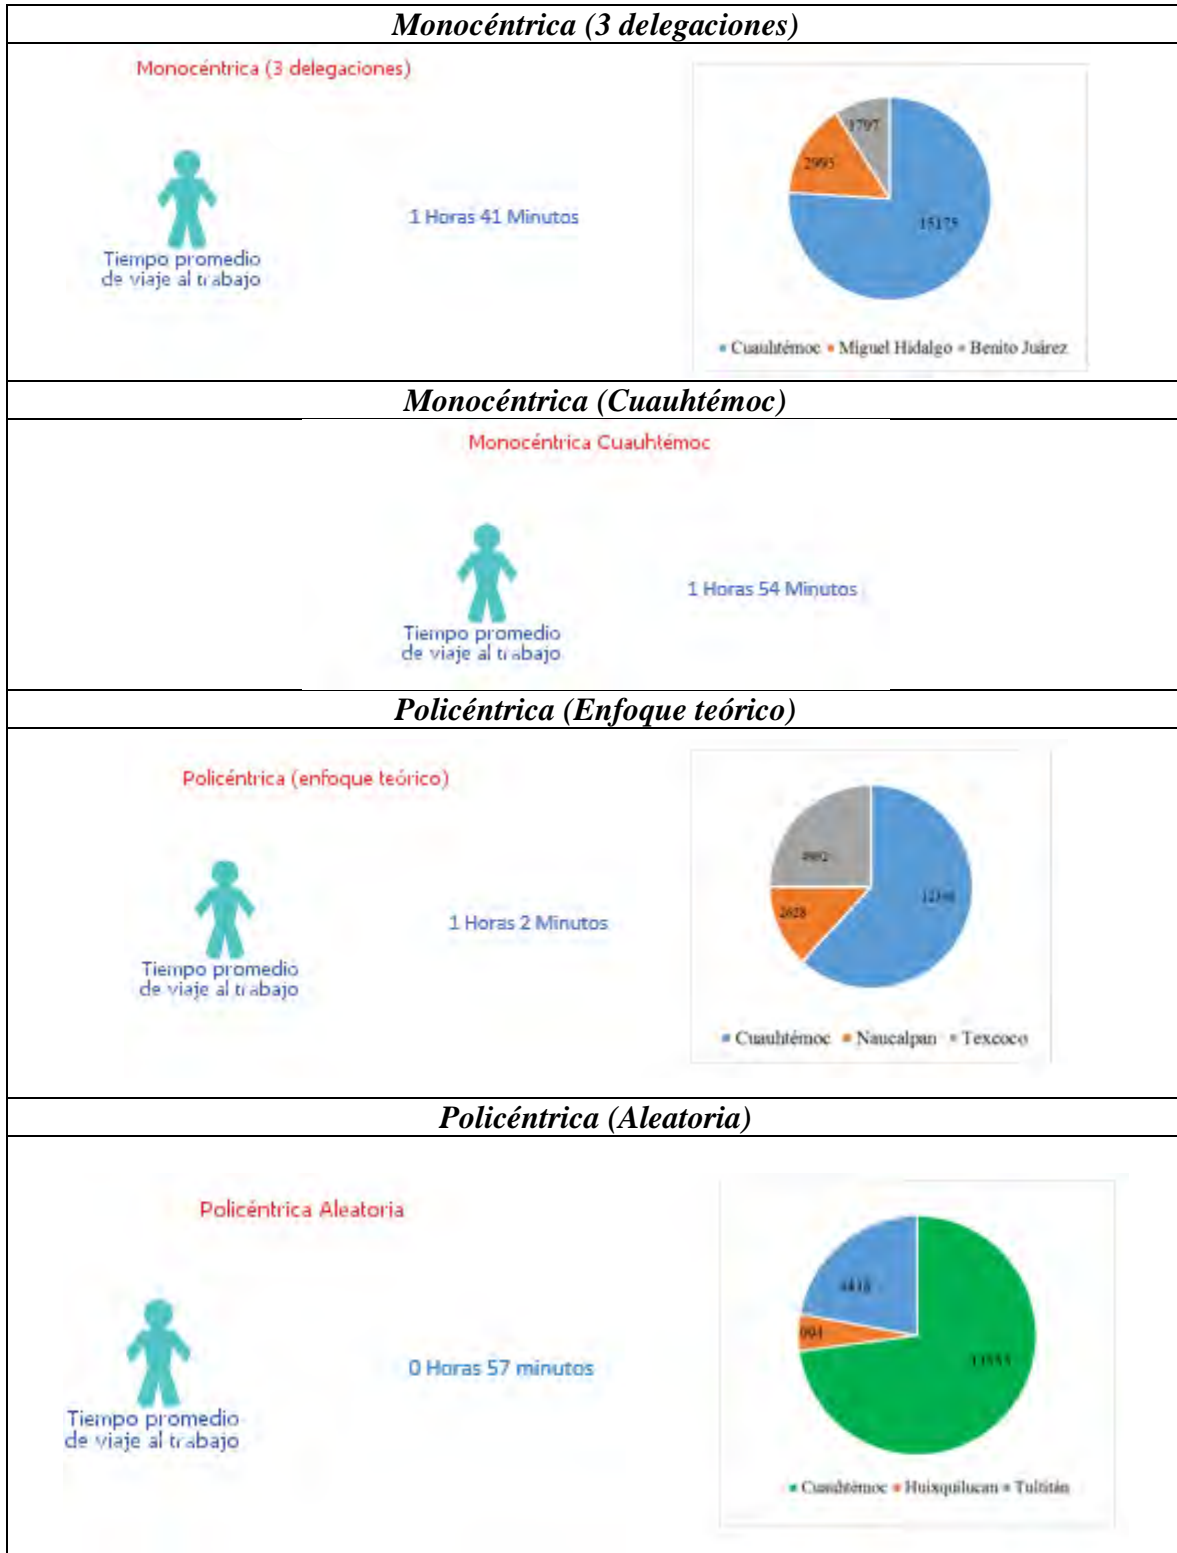 Monocéntrica (3 delegaciones)
Monocéntrica (3 delegaciones)
1 Horas 41 Minutos
Tiempo promedio
de viaje al trabajo
1797
2995
15175
Cuauhtémoc Miguel Hidalgo Benito Juárez
Monocéntrica (Cuauhtémoc)
Monocéntrica Cuauhtémoc
1 Horas 54 Minutos
Tiempo promedio
de viaje al trabajo
Policéntrica (Enfoque teórico)
Policéntrica (enfoque teórico)
1 Horas 2 Minutos
Tiempo promedio
de viaje al trabajo
2628
Cuauhtémoc Naucalpan Texcoco
Policéntrica (Aleatoria)
Policéntrica Aleatoria
0 Horas 57 minutos
Tiempo promedio
de viaje al trabajo
Cuauhtémoc Huixquilucan Tultitán